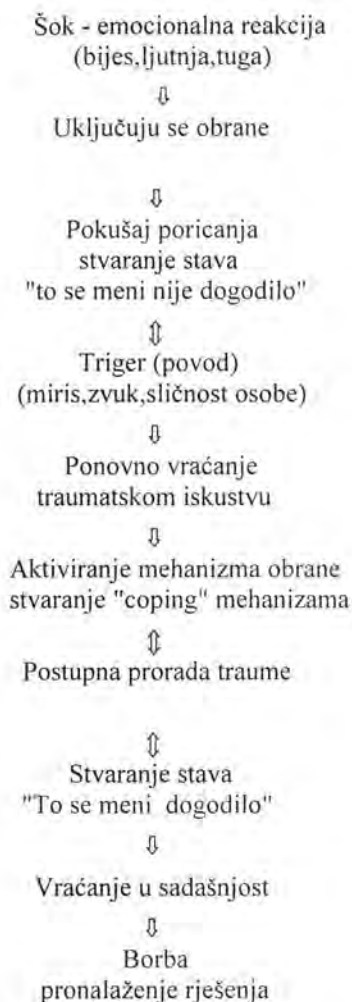 Šok - emocionalna reakcija
(bijes,ljutnja,tuga)
⇩
Uključuju se obrane
⇩
Pokušaj poricanja
stvaranje stava
"to se meni nije dogodilo"
⇕
Triger (povod)
(miris,zvuk,sličnost osobe)
⇩
Ponovno vraćanje
traumatskom iskustvu
⇩
Aktiviranje mehanizma obrane
stvaranje "coping" mehanizama
⇕
Postupna prorada traume
⇕
Stvaranje stava
"To se meni dogodilo"
⇩
Vraćanje u sadašnjost
⇩
Borba
pronalaženje rješenja